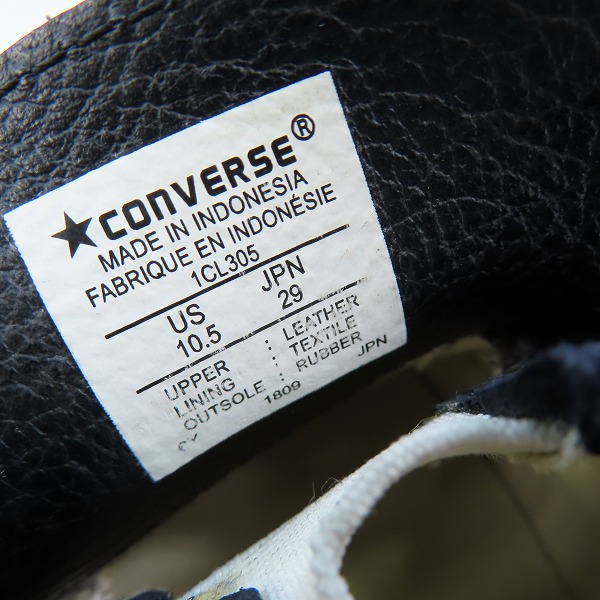 ★CONVERSE®
MADE IN INDONESIA
FABRIQUE EN INDONÉSIE
1CL305
US JPN
10.5 29
UPPER : LEATHER
LINING : TEXTILE
OUTSOLE : RUBBER
1809 JPN